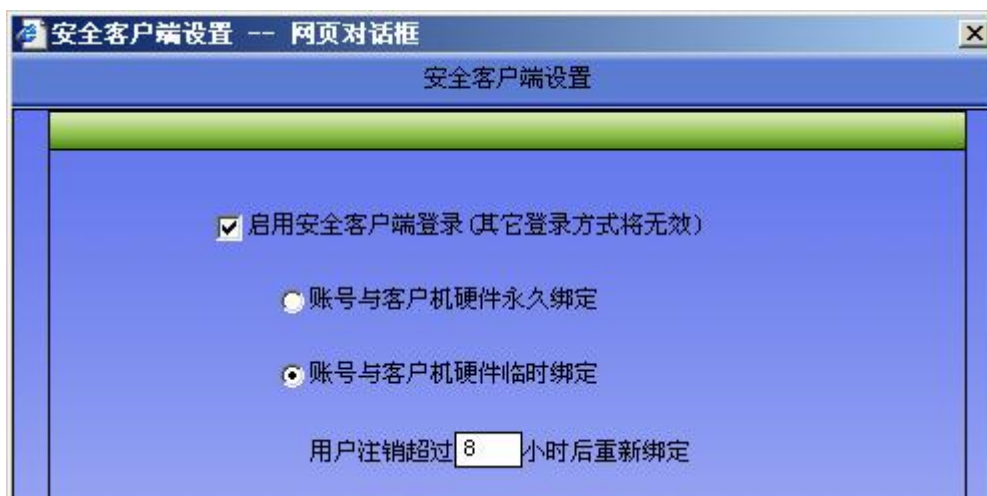 安全客户端设置 -- 网页对话框
安全客户端设置
启用安全客户端登录(其它登录方式将无效)
账号与客户机硬件永久绑定
账号与客户机硬件临时绑定
用户注销超过8小时后重新绑定